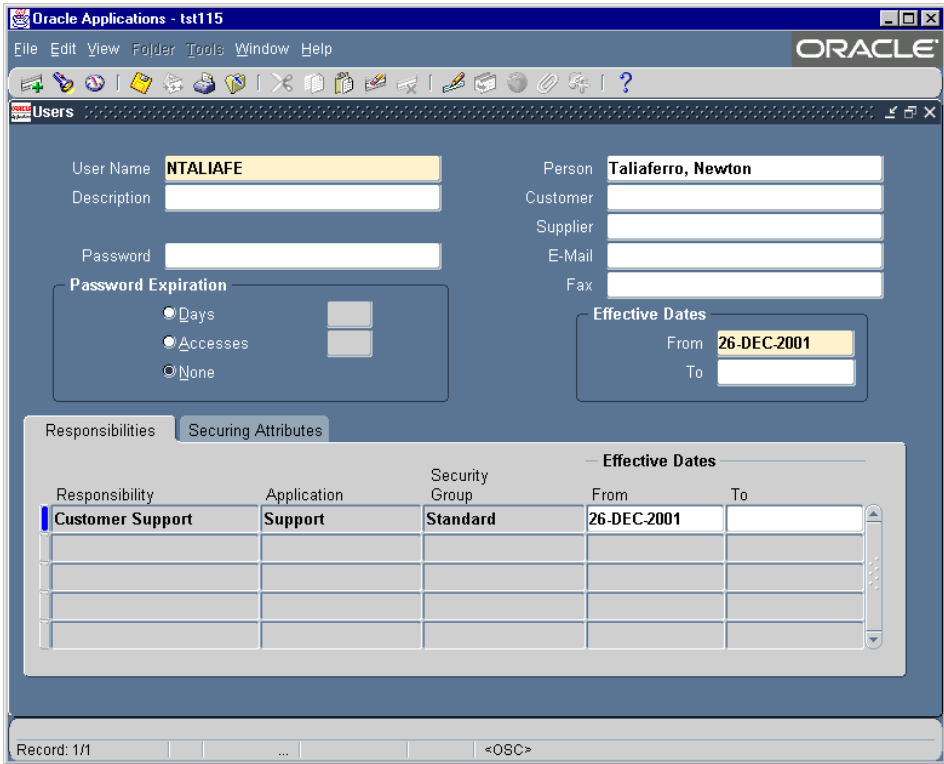 Oracle Applications - tst115
File Edit View Folder Tools Window Help
ORACLE
Users
User Name NTALIAFE
Description
Password
Password Expiration
Days
Accesses
None
Person Taliaferro, Newton
Customer
Supplier
E-Mail
Fax
Effective Dates
From 26-DEC-2001
To
Responsibilities Securing Attributes
Effective Dates
Responsibility Application Security Group From To
Customer Support Support Standard 26-DEC-2001
Record: 1/1 ... <OSC>